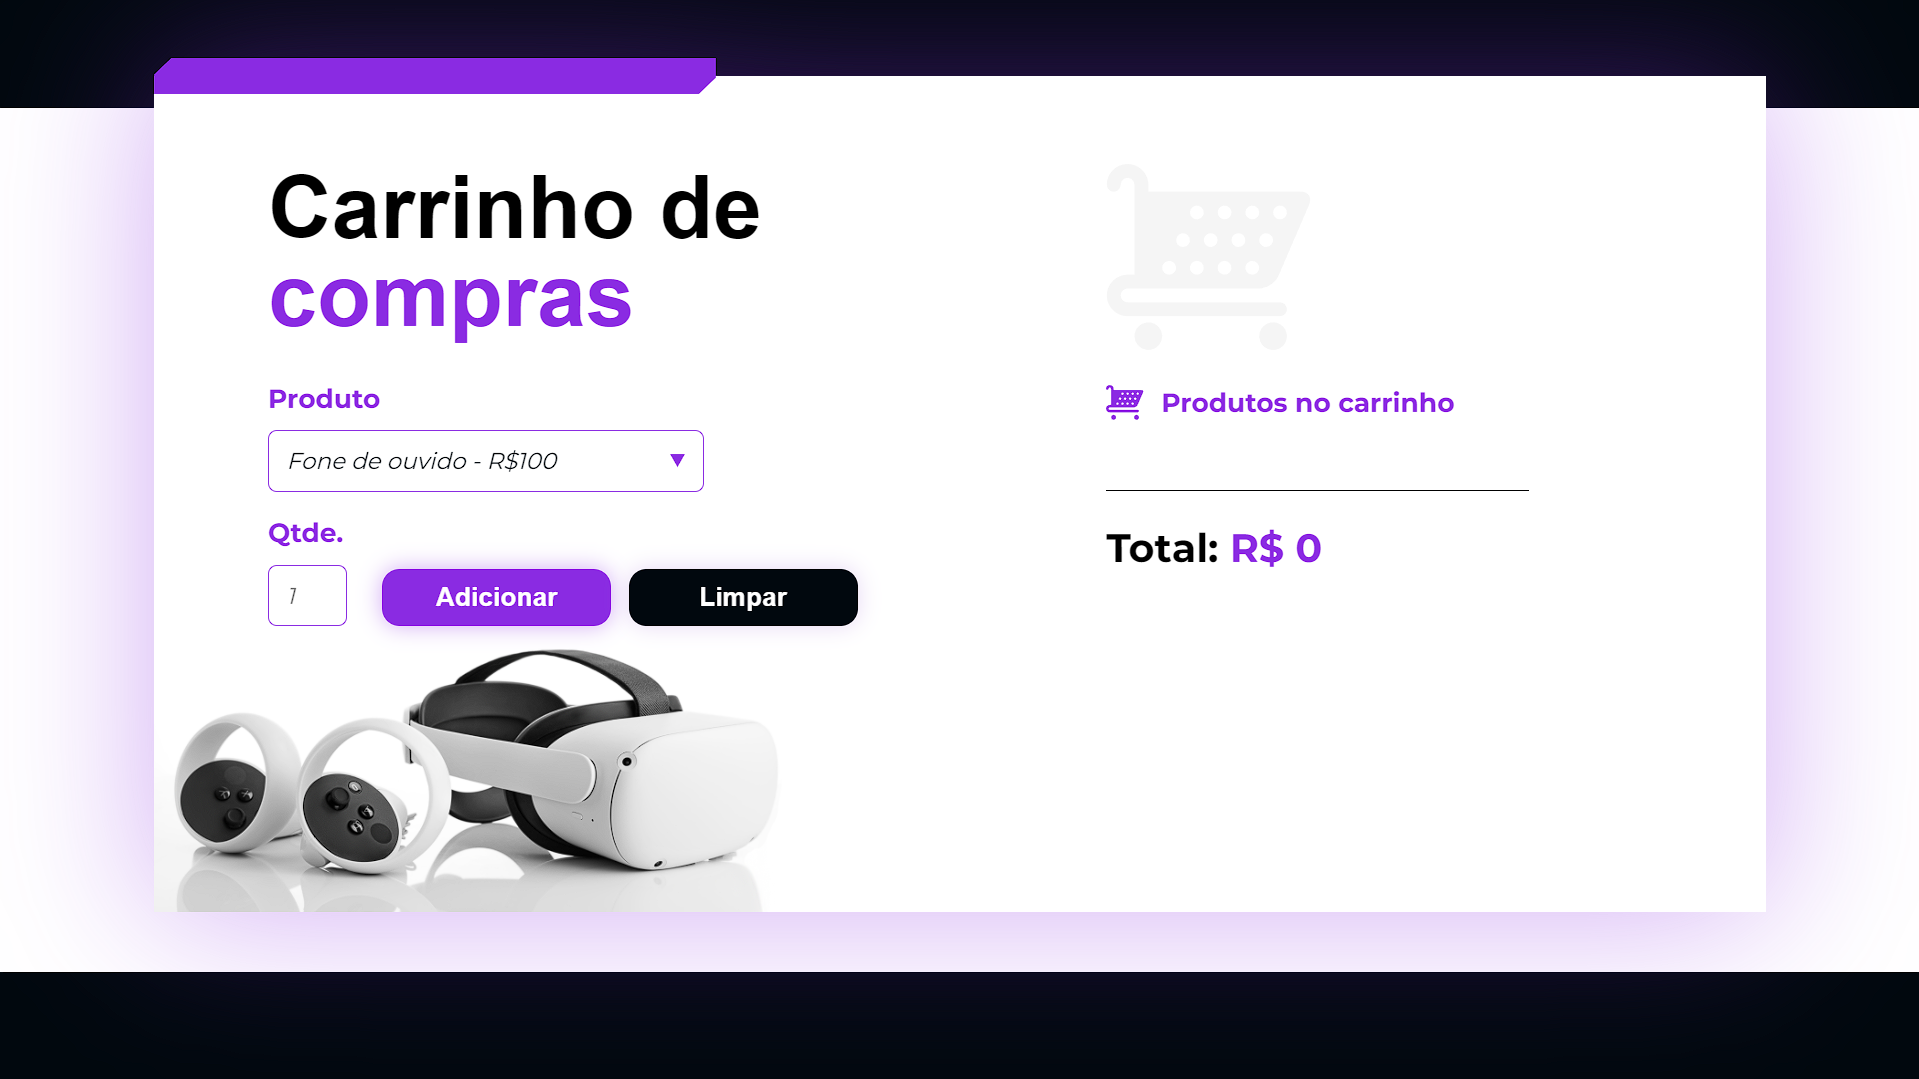 Carrinho de
compras
Produto
Fone de ouvido - R$100
Qtde.
1
Adicionar
Limpar
Produtos no carrinho
Total: R$ 0